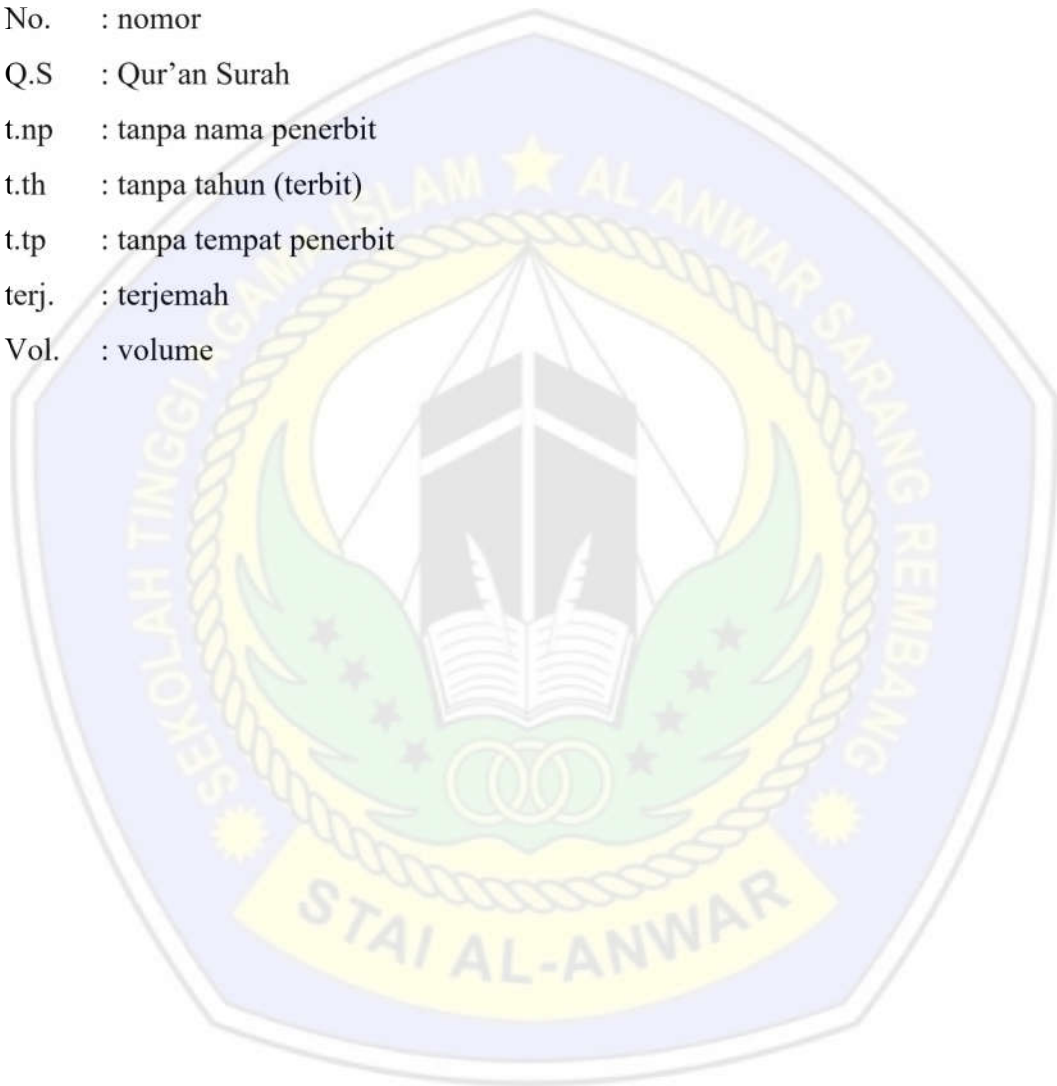 No. : nomor
Q.S : Qur’an Surah
t.np : tanpa nama penerbit
t.th : tanpa tahun (terbit)
t.tp : tanpa tempat penerbit
terj. : terjemah
Vol. : volume
SEKOLAH TINGGI AGAMA ISLAM ★ AL ANWAR SARANG REMBANG
STAI AL-ANWAR